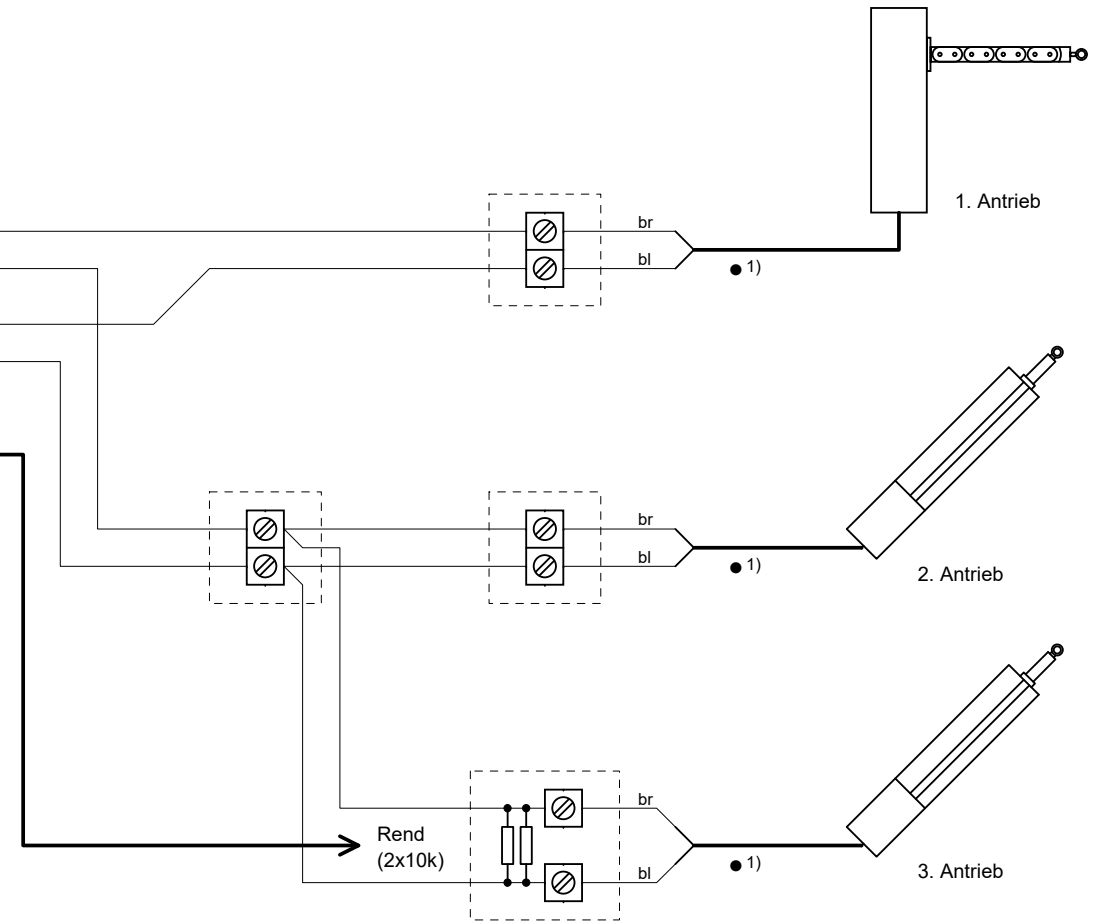 1. Antrieb
br
bl
1)
br
bl
1)
2. Antrieb
br
Rend
(2x10k)
bl
1)
3. Antrieb